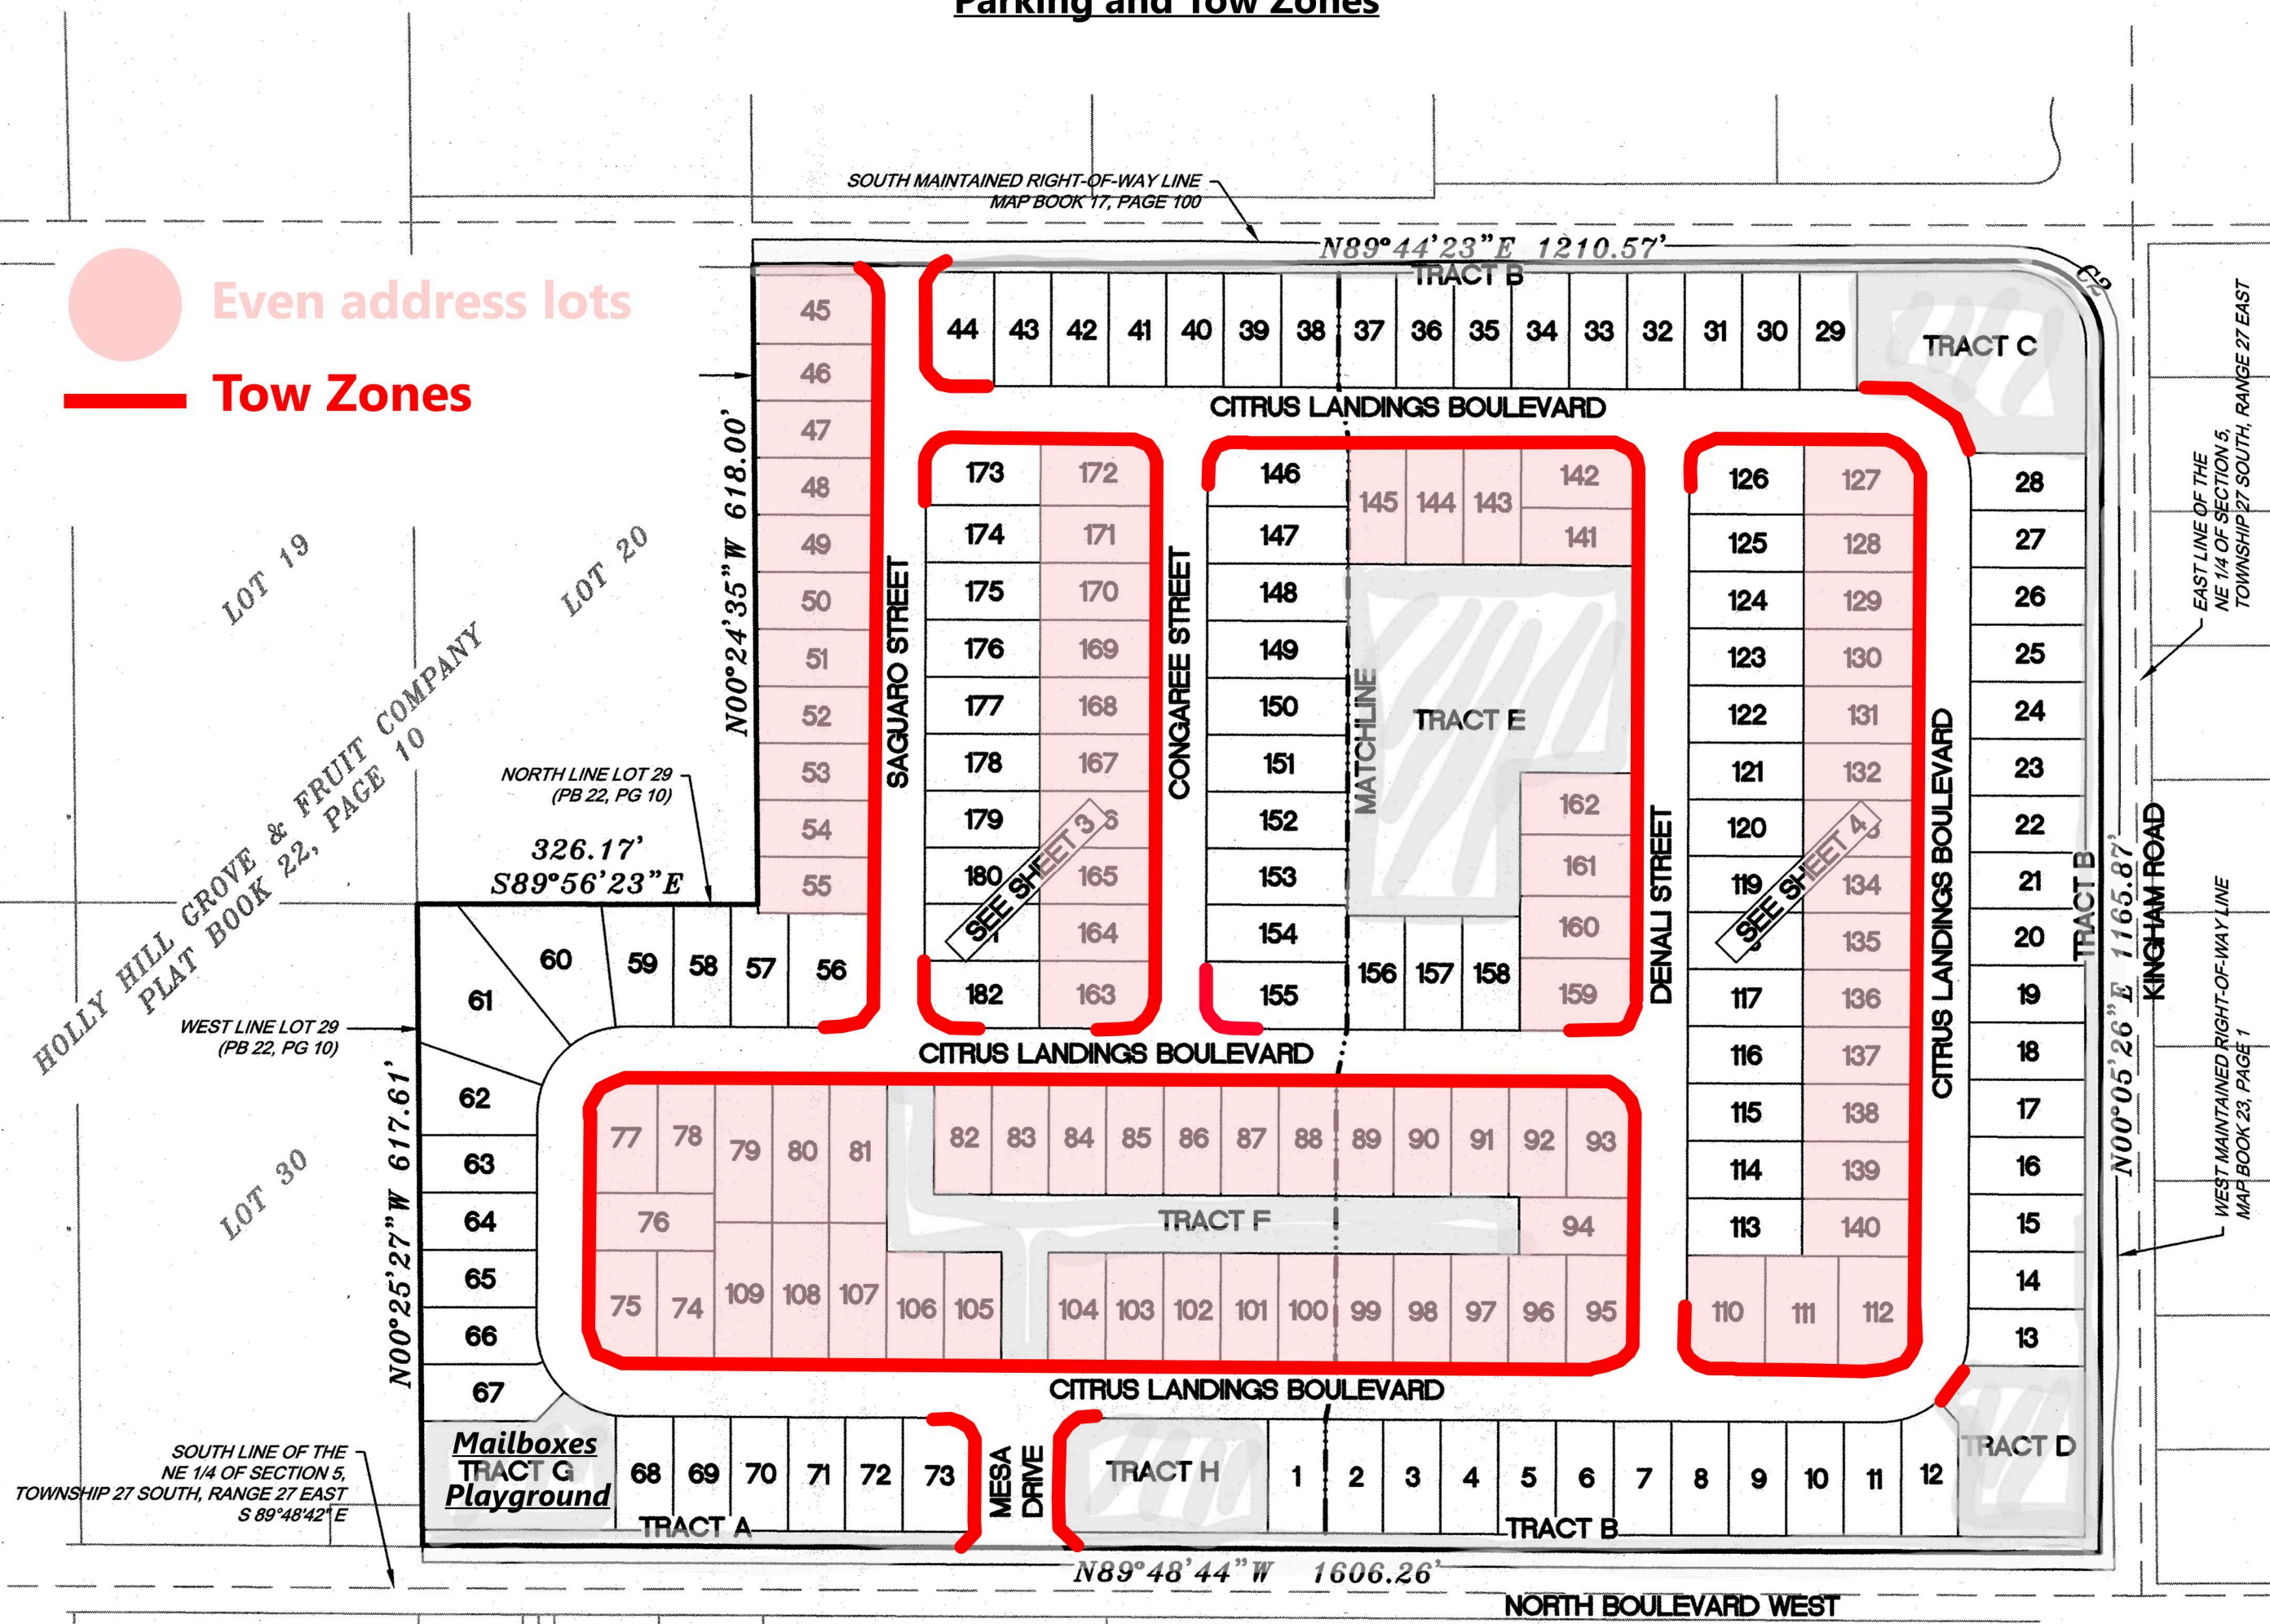 Parking and Tow Zones
SOUTH MAINTAINED RIGHT-OF-WAY LINE
MAP BOOK 17, PAGE 100
N89°44'23"E 1210.57'
TRACT B
C2
Even address lots
Tow Zones
45
46
47
48
49
50
51
52
53
54
55
44 43 42 41 40 39 38 37 36 35 34 33 32 31 30 29
TRACT C
CITRUS LANDINGS BOULEVARD
N00°24'35"W 618.00'
SAGUARO STREET
173 172
174 171
175 170
176 169
177 168
178 167
179 6
180 165
164
182 163
SEE SHEET 3
CONGAREE STREET
146
147
148
149
150
151
152
153
154
155
145 144 143 142
141
MATCHLINE
TRACT E
162
161
160
159
156 157 158
DENALI STREET
126 127
125 128
124 129
123 130
122 131
121 132
120
119 134
135
117 136
116 137
115 138
114 139
113 140
110 111 112
SEE SHEET 4
CITRUS LANDINGS BOULEVARD
28
27
26
25
24
23
22
21
20
19
18
17
16
15
14
13
TRACT B
N00°05'26"E 1165.87'
KINGHAM ROAD
EAST LINE OF THE
NE 1/4 OF SECTION 5,
TOWNSHIP 27 SOUTH, RANGE 27 EAST
WEST MAINTAINED RIGHT-OF-WAY LINE
MAP BOOK 23, PAGE 1
LOT 19
LOT 20
HOLLY HILL GROVE & FRUIT COMPANY
PLAT BOOK 22, PAGE 10
NORTH LINE LOT 29
(PB 22, PG 10)
326.17'
S89°56'23"E
WEST LINE LOT 29
(PB 22, PG 10)
LOT 30
N00°25'27"W 617.61'
61 60 59 58 57 56
62
63
64
65
66
67
CITRUS LANDINGS BOULEVARD
77 78 79 80 81 82 83 84 85 86 87 88 89 90 91 92 93
76
TRACT F
94
75 74 109 108 107 106 105 104 103 102 101 100 99 98 97 96 95
CITRUS LANDINGS BOULEVARD
Mailboxes
TRACT G
Playground
68 69 70 71 72 73
MESA
DRIVE
TRACT H
1 2 3 4 5 6 7 8 9 10 11 12
TRACT D
TRACT A
TRACT B
SOUTH LINE OF THE
NE 1/4 OF SECTION 5,
TOWNSHIP 27 SOUTH, RANGE 27 EAST
S 89°48'42" E
N89°48'44"W 1606.26'
NORTH BOULEVARD WEST